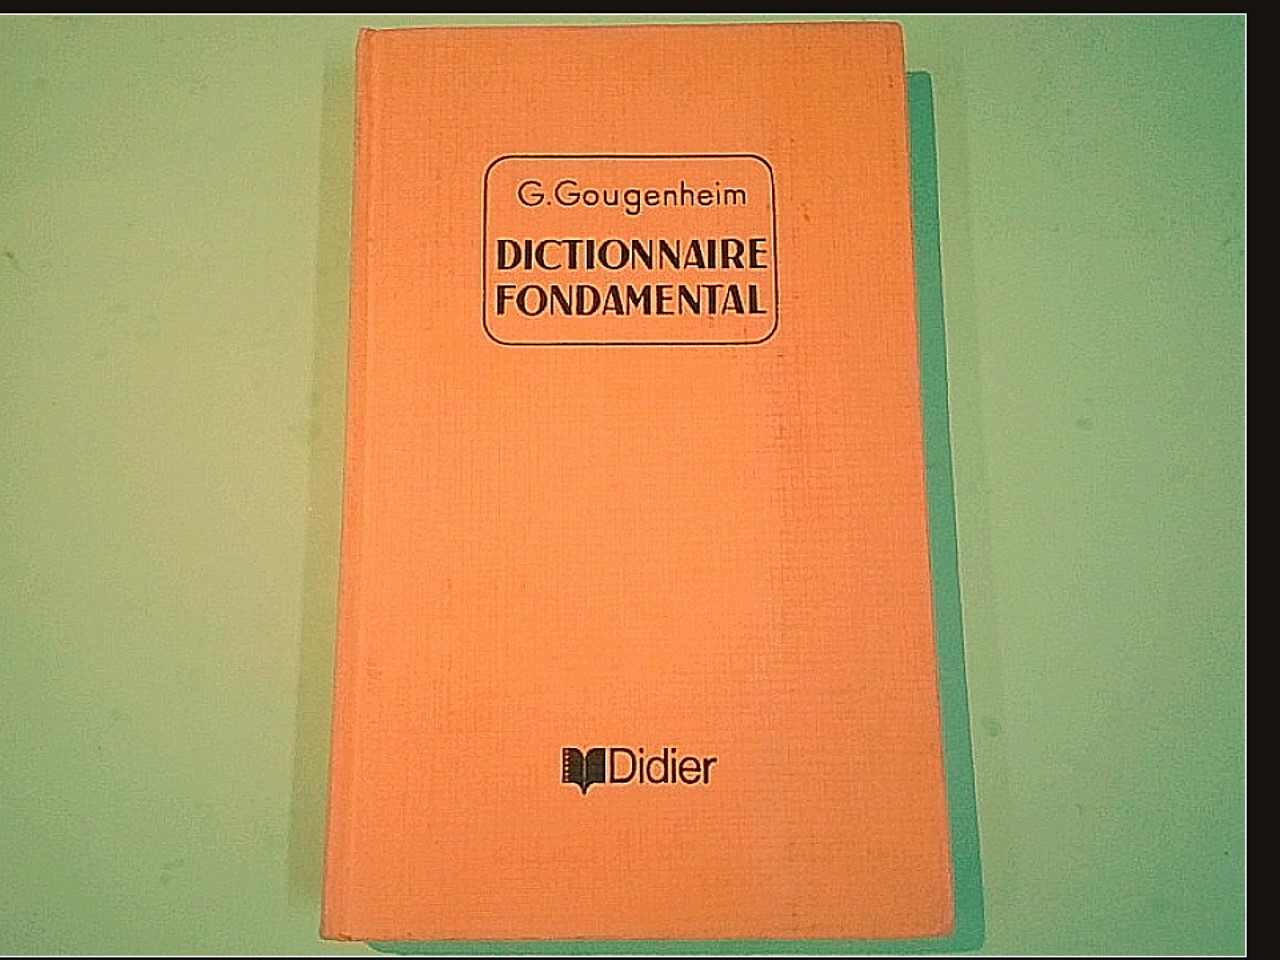 G. Gougenheim
DICTIONNAIRE
FONDAMENTAL
Didier